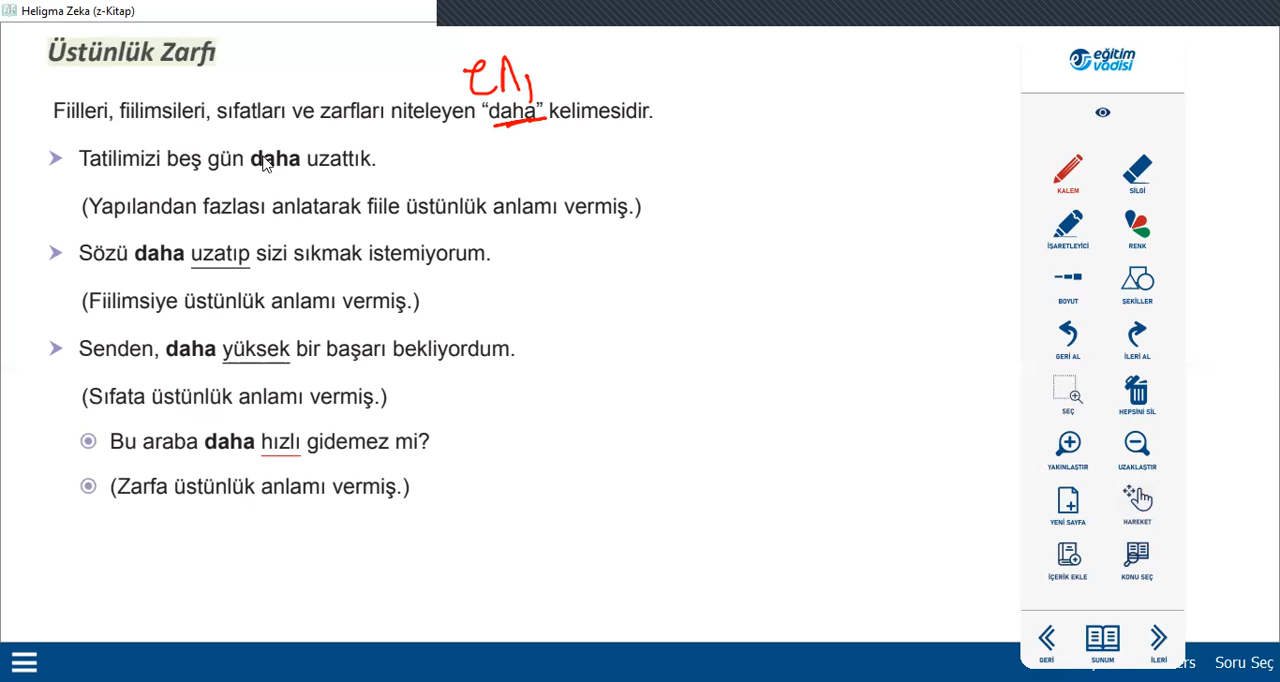 Heligma Zeka (z-Kitap)
Üstünlük Zarfı
en,
Fiilleri, fiilimsileri, sıfatları ve zarfları niteleyen “daha” kelimesidir.
Tatilimizi beş gün daha uzattık.
(Yapılandan fazlası anlatarak fiile üstünlük anlamı vermiş.)
Sözü daha uzatıp sizi sıkmak istemiyorum.
(Fiilimsiye üstünlük anlamı vermiş.)
Senden, daha yüksek bir başarı bekliyordum.
(Sıfata üstünlük anlamı vermiş.)
Bu araba daha hızlı gidemez mi?
(Zarfa üstünlük anlamı vermiş.)
eğitim
vadisi
KALEM SİLGİ
İŞARETLEYİCİ RENK
BOYUT ŞEKİLLER
GERİ AL İLERİ AL
SEÇ HEPSİNİ SİL
YAKINLAŞTIR UZAKLAŞTIR
YENİ SAYFA HAREKET
İÇERİK EKLE KONU SEÇ
GERİ SUNUM İLERİ
Soru Seç